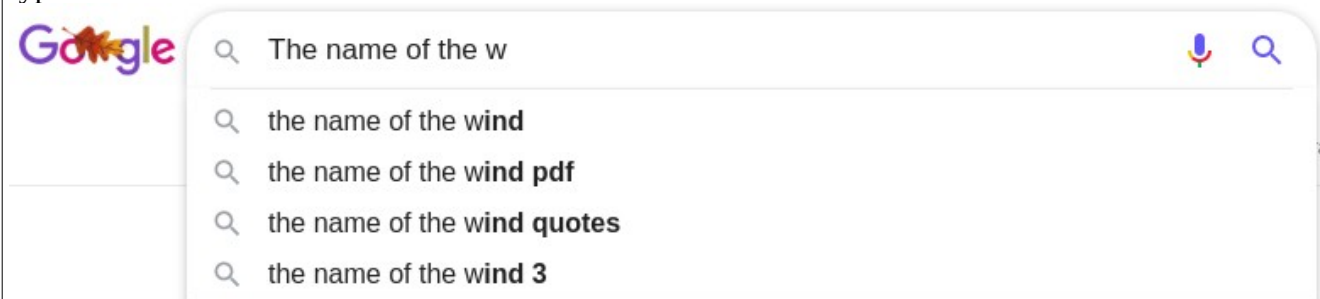 Google
The name of the w
the name of the wind
the name of the wind pdf
the name of the wind quotes
the name of the wind 3